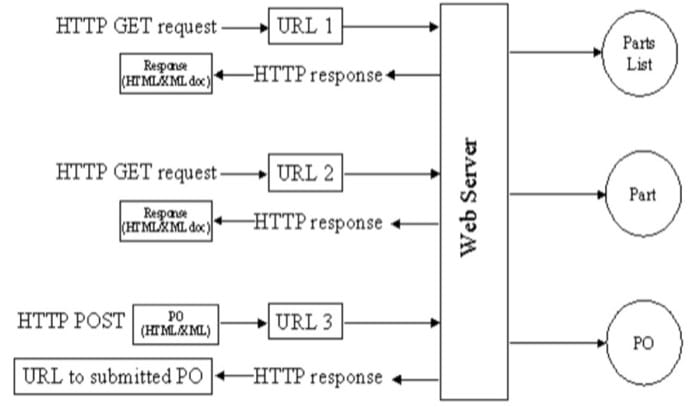 HTTP GET request
URL 1
Response
(HTML/XML doc)
HTTP response
Parts
List
HTTP GET request
URL 2
Response
(HTML/XML doc)
HTTP response
Web Server
Part
HTTP POST
PO
(HTML/XML)
URL 3
URL to submitted PO
HTTP response
PO